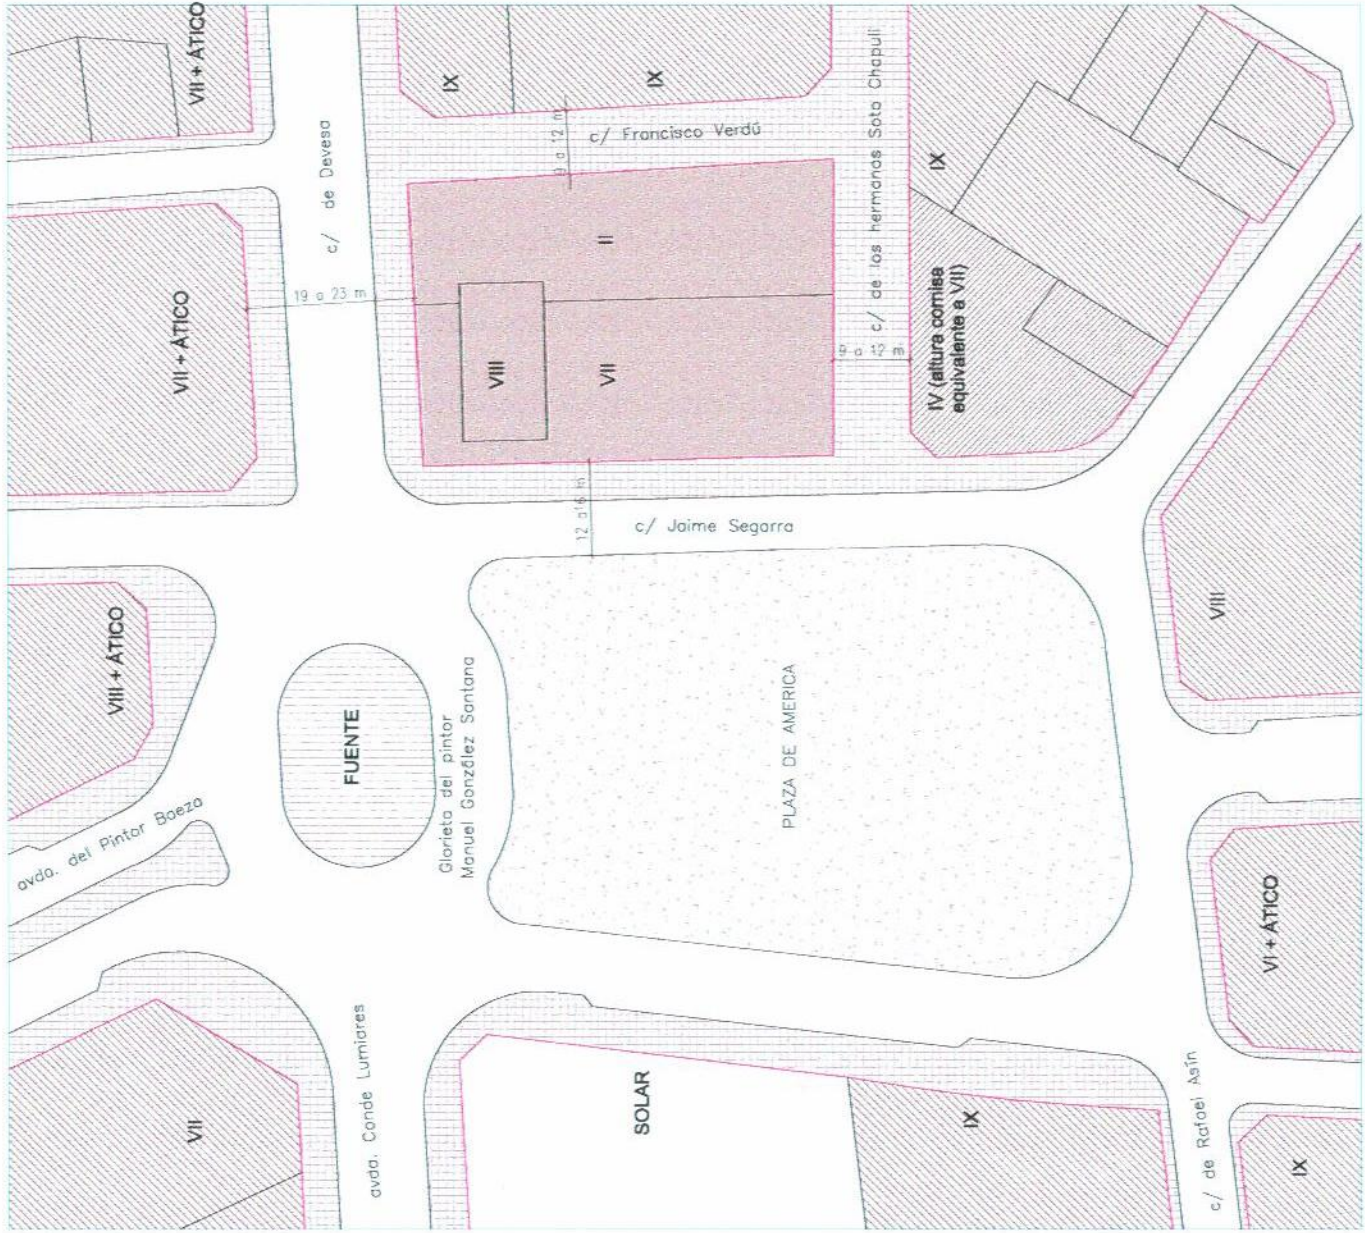 avda. del Pintor Baeza
VIII + ÁTICO
VII + ÁTICO
VII + ÁTICO
VII
avda. Conde Lumiares
FUENTE
19 a 23 m
c/ de Devesa
Glorieta del pintor
Manuel González Santana
IX
VIII
9 a 12 m
12 a 16 m
VII
II
SOLAR
IX
c/ Jaime Segarra
c/ Francisco Verdú
PLAZA DE AMERICA
9 a 12 m
c/ de los hermanos Soto Chapuli
IX
IV (altura cornisa
equivalente a VII)
IX
c/ de Rafael Asín
VIII
VI + ÁTICO
IX